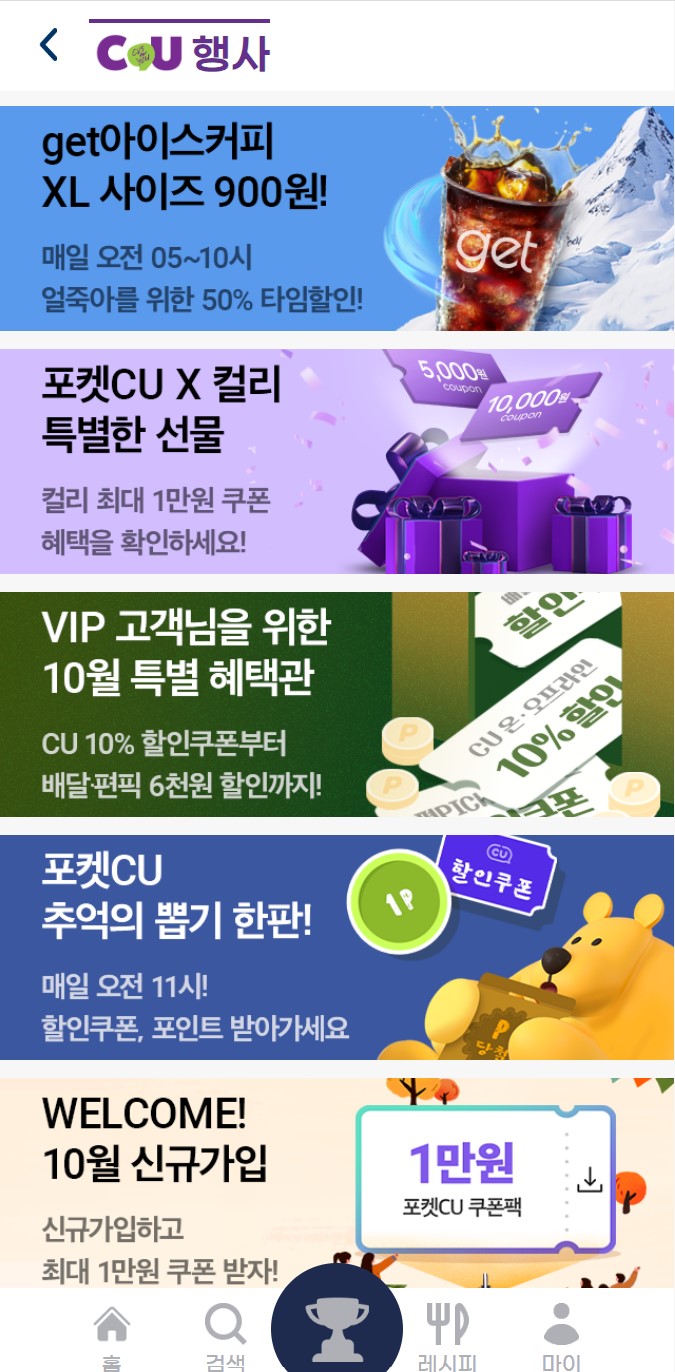 CU 행사
get아이스커피
XL 사이즈 900원!
매일 오전 05~10시
얼죽아를 위한 50% 타임할인!
get
포켓CU X 컬리
특별한 선물
컬리 최대 1만원 쿠폰
혜택을 확인하세요!
5,000원
coupon
10,000원
coupon
VIP 고객님을 위한
10월 특별 혜택관
CU 10% 할인쿠폰부터
배달·편픽 6천원 할인까지!
할인
CU 온·오프라인
10% 할인
PICK
쿠폰
P
P
P
포켓CU
추억의 뽑기 한판!
매일 오전 11시!
할인쿠폰, 포인트 받아가세요
1P
CU
할인쿠폰
P
당첨
WELCOME!
10월 신규가입
신규가입하고
최대 1만원 쿠폰 받자!
1만원
포켓CU 쿠폰팩
홈
검색
레시피
마이